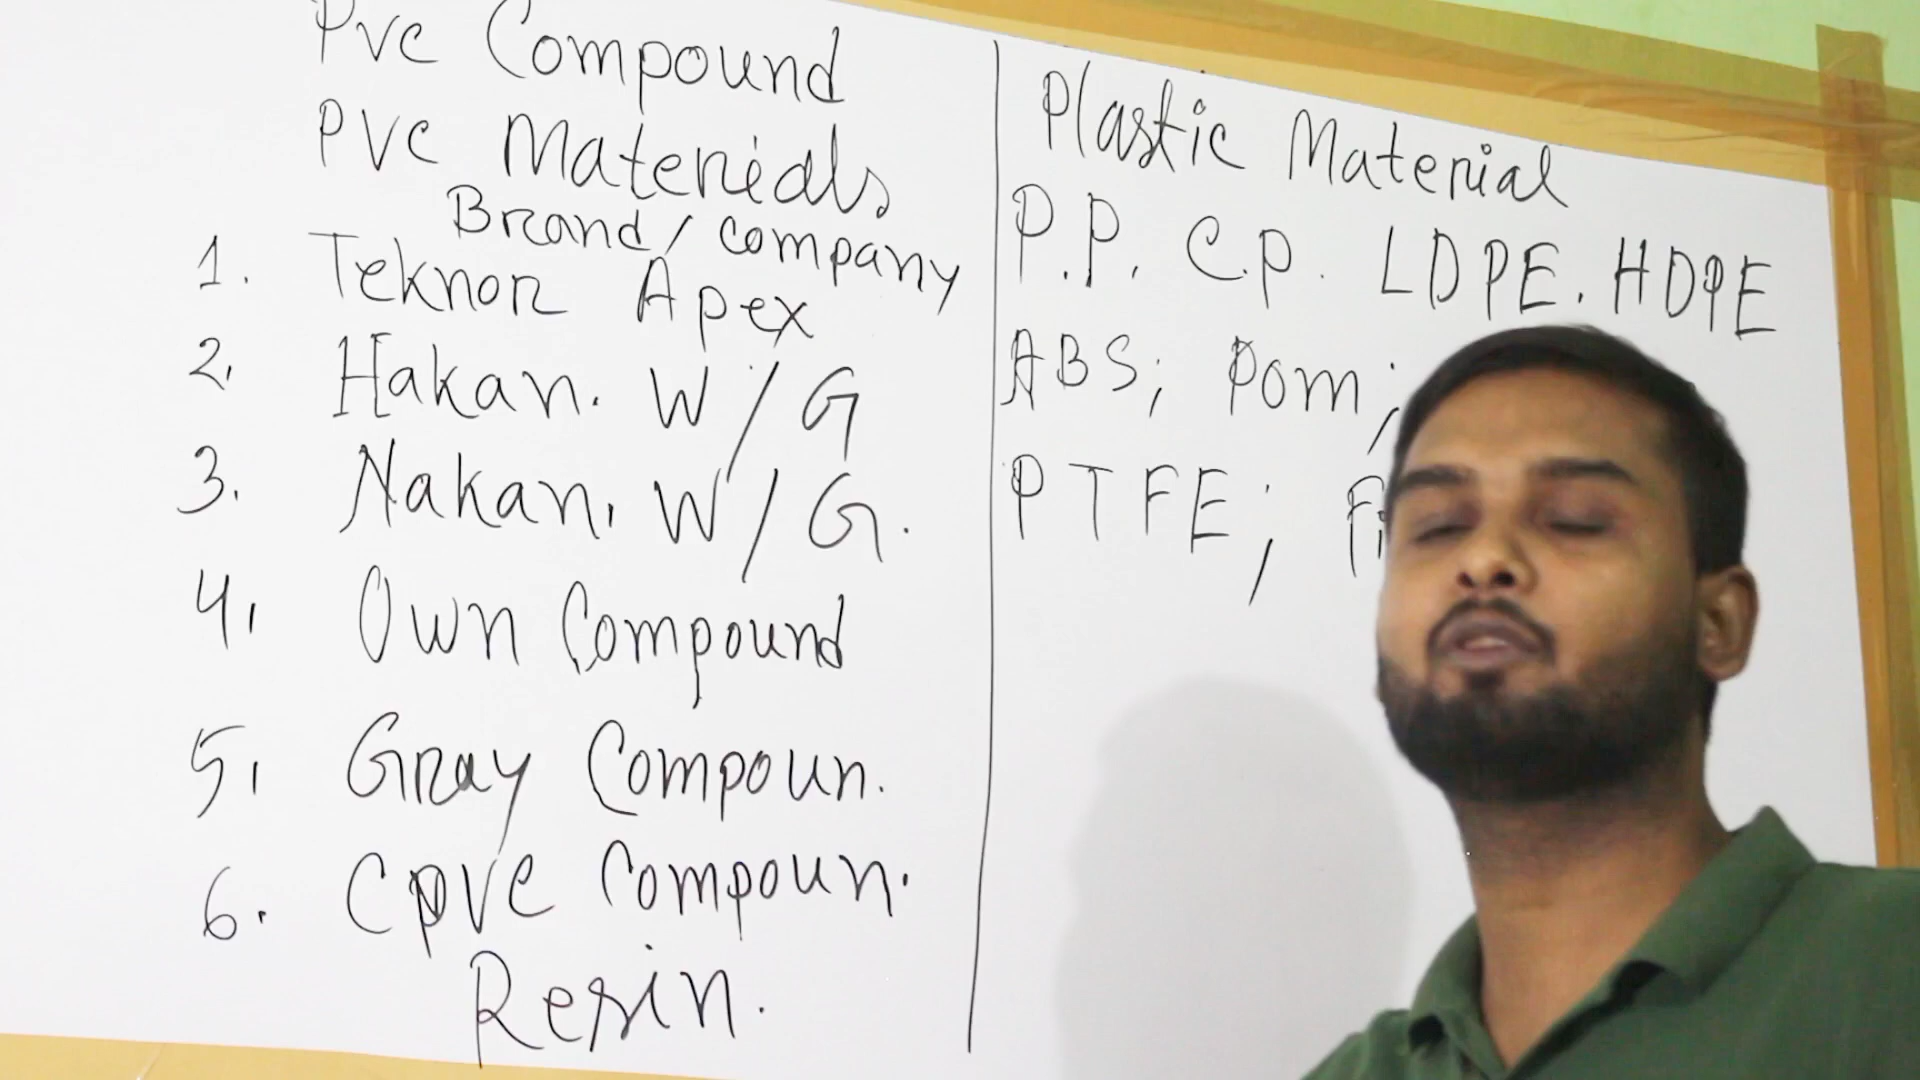 Pvc Compound
PVC Materials
Brand/company
1. Teknor Apex
2. Hakan. W/G
3. Nakan. W/G.
4. Own Compound
5. Gray Compoun.
6. CPVC Compoun.
Resin.
Plastic Material
P.P. C.P. LDPE. HDPE
ABS; Pom;
PTFE;